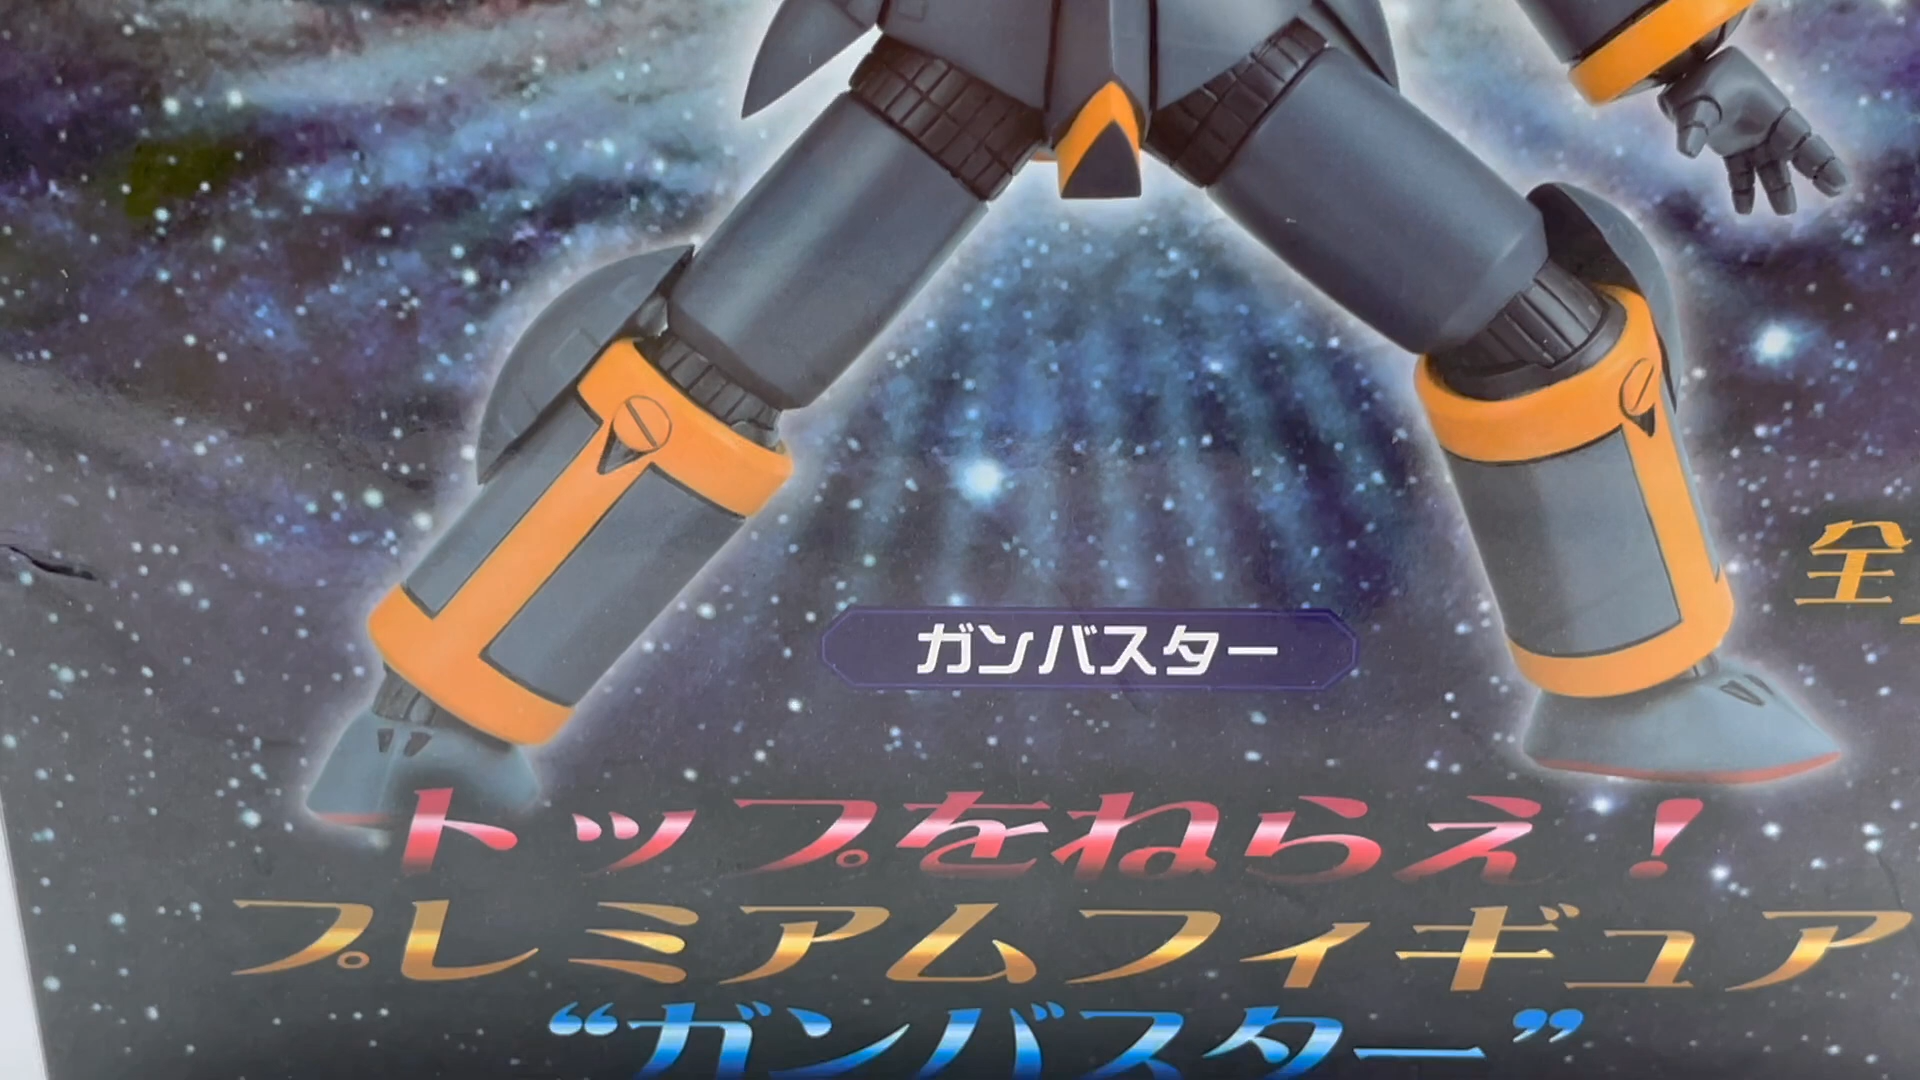 全
ガンバスター
トップをねらえ!
プレミアムフィギュア
“ガンバスター”